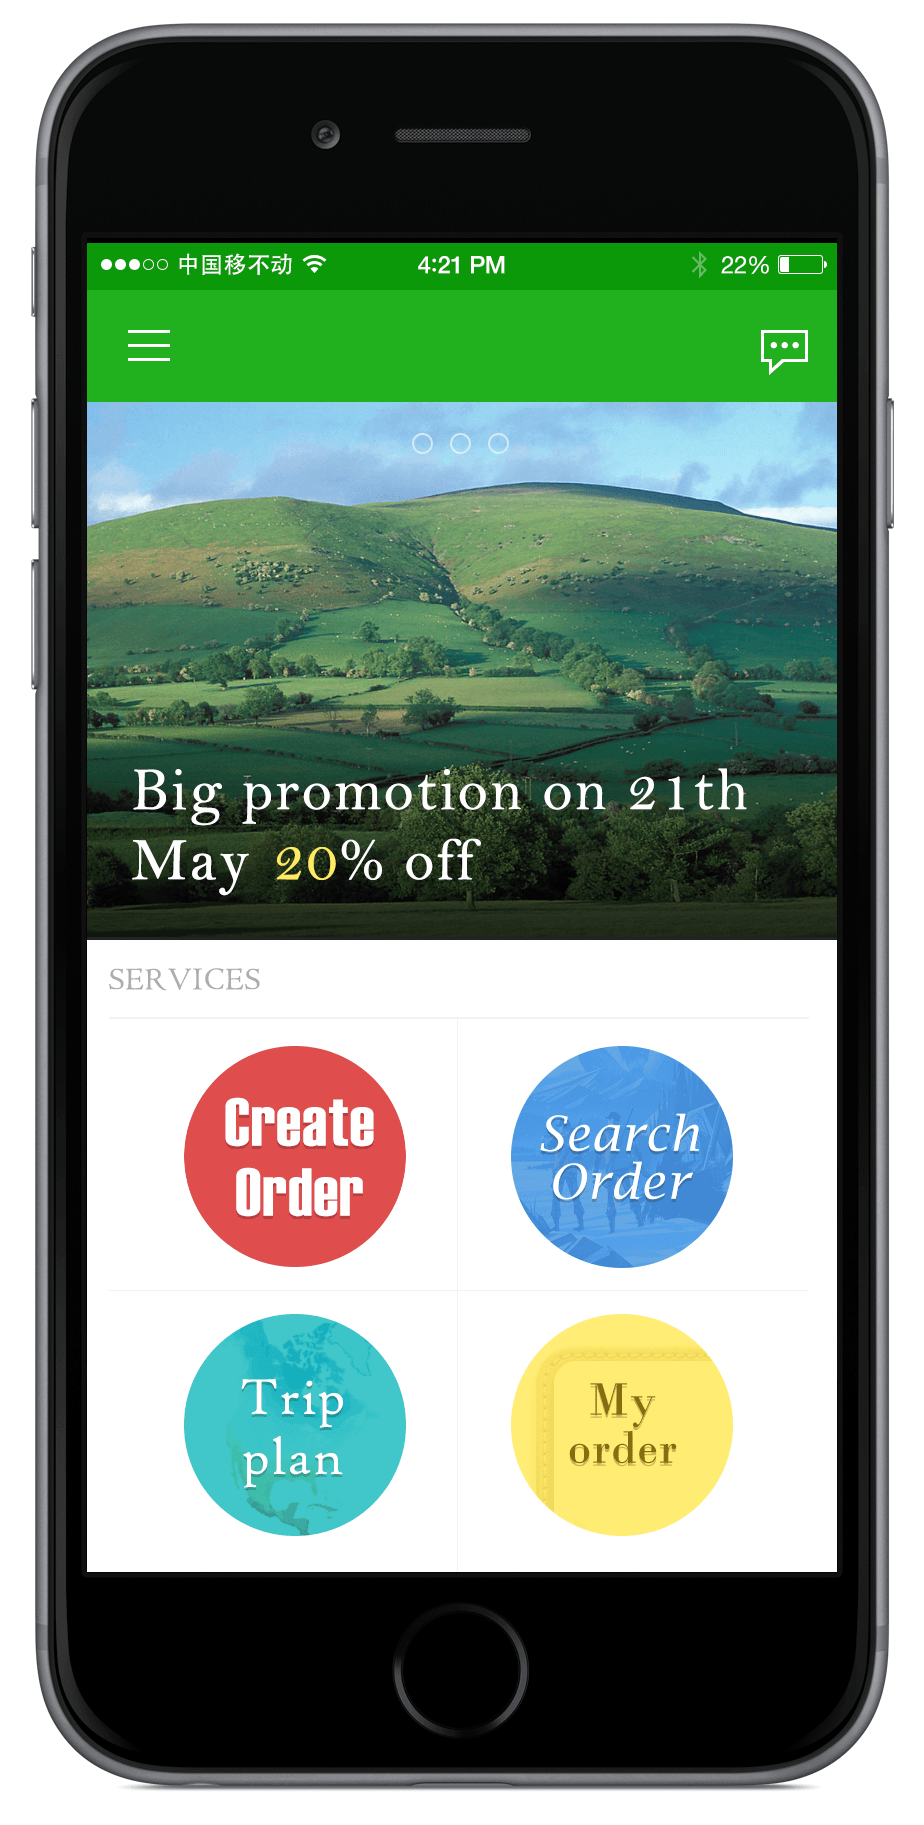 中国移不动 4:21 PM 22%
Big promotion on 21th
May 20% off
SERVICES
Create
Order
Search
Order
Trip
plan
My
order